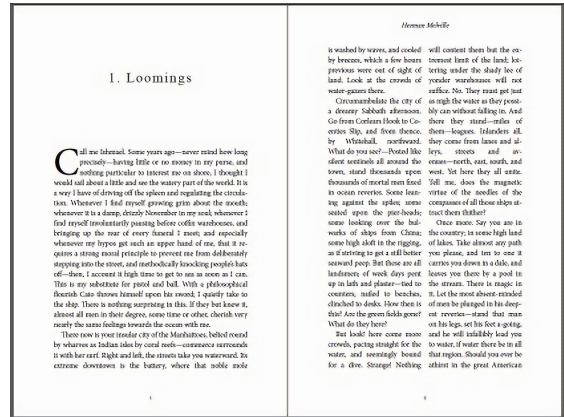 1. Loomings
Call me Ishmael. Some years ago—never mind how long
precisely—having little or no money in my purse, and
nothing particular to interest me on shore, I thought I
would sail about a little and see the watery part of the world. It is
a way I have of driving off the spleen and regulating the circula-
tion. Whenever I find myself growing grim about the mouth;
whenever it is a damp, drizzly November in my soul; whenever I
find myself involuntarily pausing before coffin warehouses, and
bringing up the rear of every funeral I meet; and especially
whenever my hypos get such an upper hand of me, that it re-
quires a strong moral principle to prevent me from deliberately
stepping into the street, and methodically knocking people's hats
off—then, I account it high time to get to sea as soon as I can.
This is my substitute for pistol and ball. With a philosophical
flourish Cato throws himself upon his sword; I quietly take to
the ship. There is nothing surprising in this. If they but knew it,
almost all men in their degree, some time or other, cherish very
nearly the same feelings towards the ocean with me.
There now is your insular city of the Manhattoes, belted round
by wharves as Indian isles by coral reefs—commerce surrounds
it with her surf. Right and left, the streets take you waterward. Its
extreme downtown is the battery, where that noble mole
Herman Melville
is washed by waves, and cooled
by breezes, which a few hours
previous were out of sight of
land. Look at the crowds of
water-gazers there.
Circumambulate the city of
a dreamy Sabbath afternoon.
Go from Corlears Hook to Co-
enties Slip, and from thence,
by Whitehall, northward.
What do you see?—Posted like
silent sentinels all around the
town, stand thousands upon
thousands of mortal men fixed
in ocean reveries. Some lean-
ing against the spiles; some
seated upon the pier-heads;
some looking over the bul-
warks of ships from China;
some high aloft in the rigging,
as if striving to get a still better
seaward peep. But these are all
landsmen; of week days pent
up in lath and plaster—tied to
counters, nailed to benches,
clinched to desks. How then is
this? Are the green fields gone?
What do they here?
But look! here come more
crowds, pacing straight for the
water, and seemingly bound
for a dive. Strange! Nothing
will content them but the ex-
tremest limit of the land; loi-
tering under the shady lee of
yonder warehouses will not
suffice. No. They must get just
as nigh the water as they possi-
bly can without falling in. And
there they stand—miles of
them—leagues. Inlanders all,
they come from lanes and al-
leys, streets and av-
enues—north, east, south, and
west. Yet here they all unite.
Tell me, does the magnetic
virtue of the needles of the
compasses of all those ships at-
tract them thither?
Once more. Say you are in
the country; in some high land
of lakes. Take almost any path
you please, and ten to one it
carries you down in a dale, and
leaves you there by a pool in
the stream. There is magic in
it. Let the most absent-minded
of men be plunged in his deep-
est reveries—stand that man
on his legs, set his feet a-going,
and he will infallibly lead you
to water, if water there be in all
that region. Should you ever be
athirst in the great American